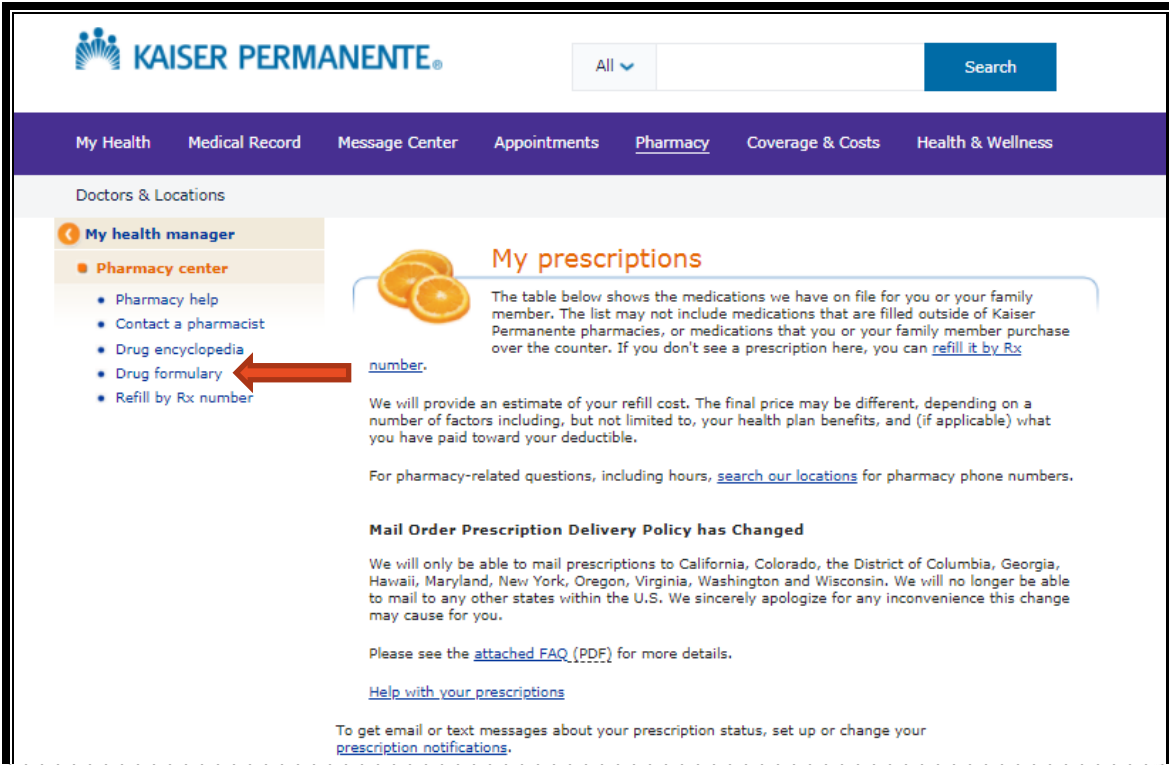 KAISER PERMANENTE®
All
Search
My Health Medical Record Message Center Appointments Pharmacy Coverage & Costs Health & Wellness
Doctors & Locations
My health manager
Pharmacy center
• Pharmacy help
• Contact a pharmacist
• Drug encyclopedia
• Drug formulary
• Refill by Rx number
My prescriptions
The table below shows the medications we have on file for you or your family
member. The list may not include medications that are filled outside of Kaiser
Permanente pharmacies, or medications that you or your family member purchase
over the counter. If you don't see a prescription here, you can refill it by Rx
number.
We will provide an estimate of your refill cost. The final price may be different, depending on a
number of factors including, but not limited to, your health plan benefits, and (if applicable) what
you have paid toward your deductible.
For pharmacy-related questions, including hours, search our locations for pharmacy phone numbers.
Mail Order Prescription Delivery Policy has Changed
We will only be able to mail prescriptions to California, Colorado, the District of Columbia, Georgia,
Hawaii, Maryland, New York, Oregon, Virginia, Washington and Wisconsin. We will no longer be able
to mail to any other states within the U.S. We sincerely apologize for any inconvenience this change
may cause for you.
Please see the attached FAQ (PDF) for more details.
Help with your prescriptions
To get email or text messages about your prescription status, set up or change your
prescription notifications.